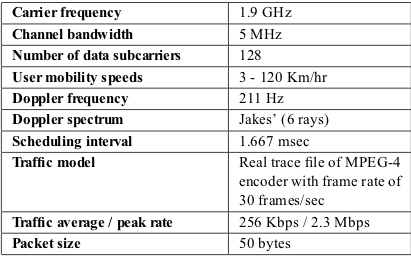 Carrier frequency 1.9 GHz
Channel bandwidth 5 MHz
Number of data subcarriers 128
User mobility speeds 3 - 120 Km/hr
Doppler frequency 211 Hz
Doppler spectrum Jakes' (6 rays)
Scheduling interval 1.667 msec
Traffic model Real trace file of MPEG-4
encoder with frame rate of
30 frames/sec
Traffic average / peak rate 256 Kbps / 2.3 Mbps
Packet size 50 bytes